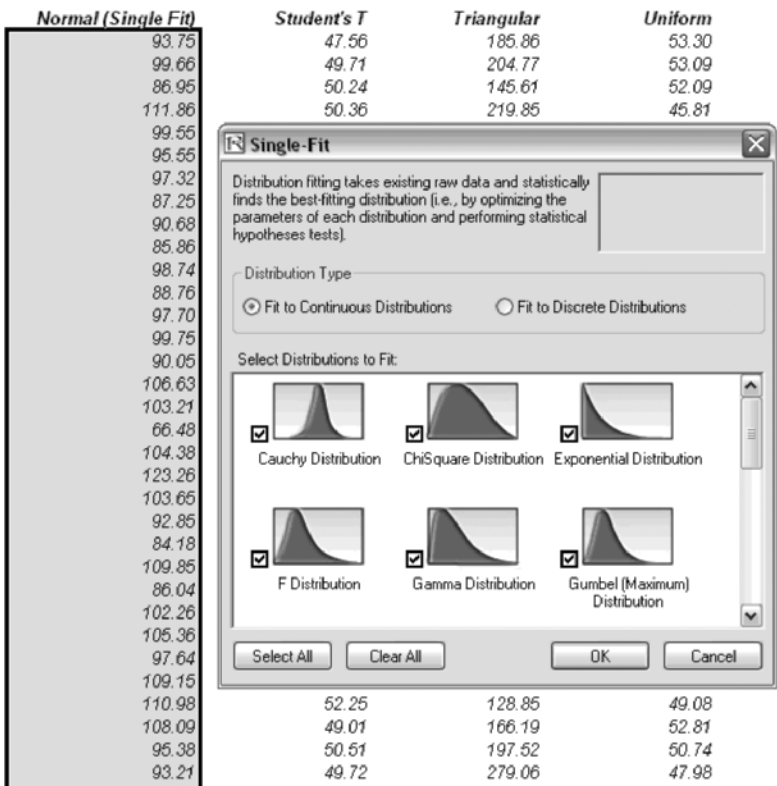 Normal (Single Fit) Student's T Triangular Uniform
93.75 47.56 185.86 53.30
99.66 49.71 204.77 53.09
86.95 50.24 145.61 52.09
111.86 50.36 219.85 45.81
99.55
95.55
97.32
87.25
90.68
85.86
98.74
88.76
97.70
99.75
90.05
106.63
103.21
66.48
104.38
123.26
103.65
92.85
84.18
109.85
86.04
102.26
105.36
97.64
109.15
Single-Fit
Distribution fitting takes existing raw data and statistically
finds the best-fitting distribution (i.e., by optimizing the
parameters of each distribution and performing statistical
hypotheses tests).
Distribution Type
Fit to Continuous Distributions Fit to Discrete Distributions
Select Distributions to Fit:
Cauchy Distribution ChiSquare Distribution Exponential Distribution
F Distribution Gamma Distribution Gumbel (Maximum)
Distribution
Select All Clear All OK Cancel
110.98 52.25 128.85 49.08
108.09 49.01 166.19 52.81
95.38 50.51 197.52 50.74
93.21 49.72 279.06 47.98